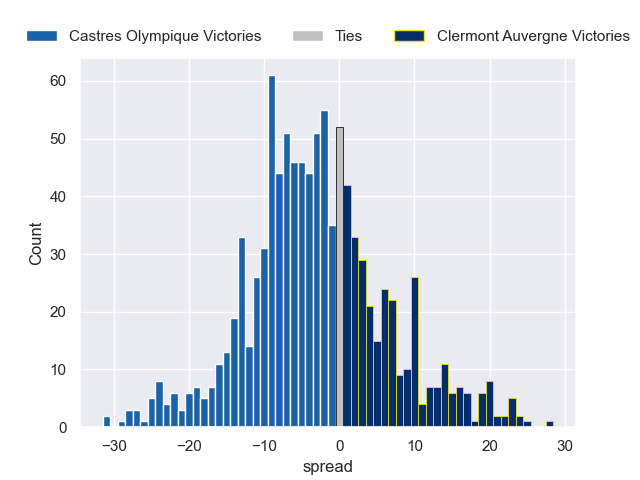 Castres Olympique Victories Ties Clermont Auvergne Victories
60
50
40
30
20
10
0
Count
−30 −20 −10 0 10 20 30
spread